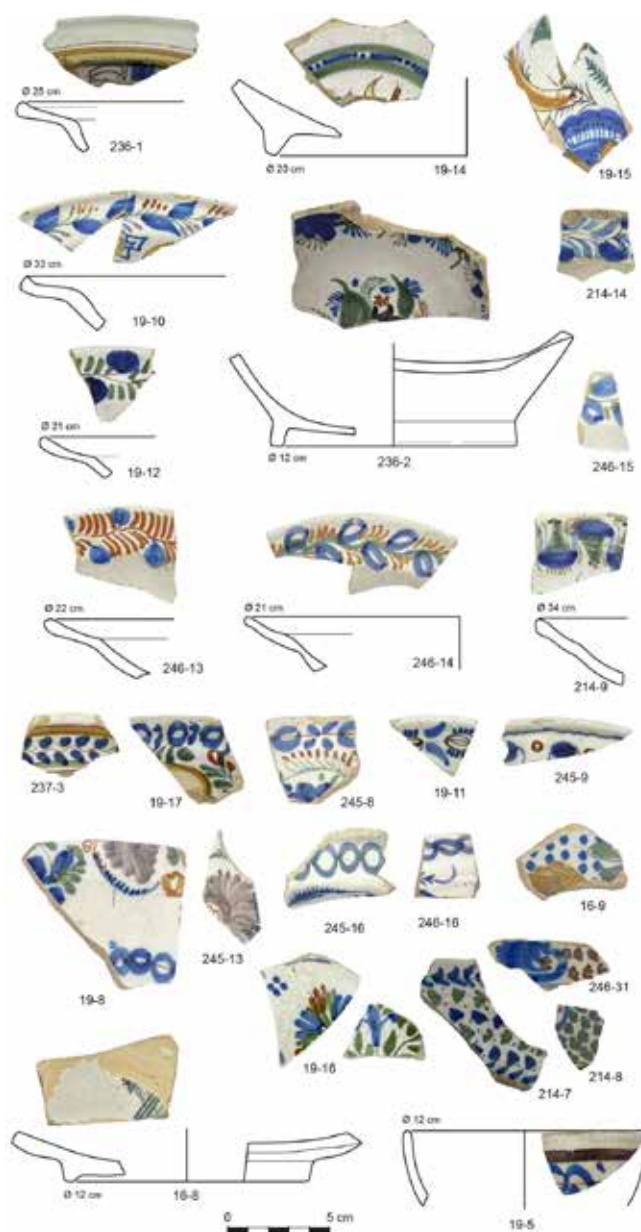 Ø 25 cm
236-1
Ø 20 cm
19-14
19-15
Ø 33 cm
19-10
214-14
Ø 21 cm
19-12
Ø 12 cm
236-2
246-15
Ø 22 cm
246-13
Ø 21 cm
246-14
Ø 34 cm
214-9
237-3
19-17
245-8
19-11
245-9
19-8
245-13
245-16
246-16
16-9
246-31
19-16
214-7
214-8
Ø 12 cm
16-8
Ø 12 cm
19-5
0
5 cm